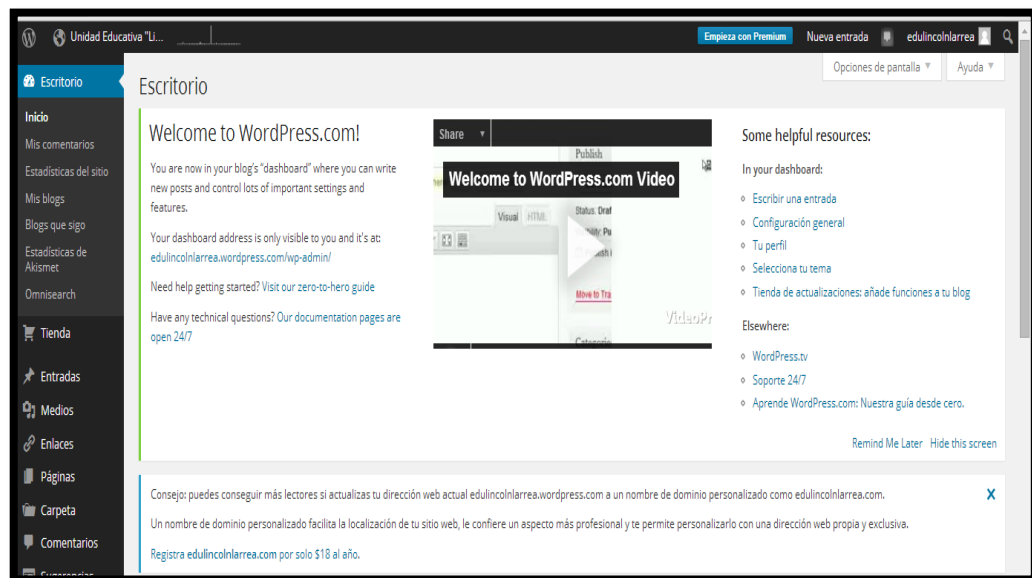 Unidad Educativa "Li...
Empieza con Premium
Nueva entrada
edulincolnlarrea
Opciones de pantalla
Ayuda
Escritorio
Inicio
Mis comentarios
Estadísticas del sitio
Mis blogs
Blogs que sigo
Estadísticas de
Akismet
Omnisearch
Tienda
Entradas
Medios
Enlaces
Páginas
Carpeta
Comentarios
Sugerencias
Escritorio
Welcome to WordPress.com!
You are now in your blog's "dashboard" where you can write
new posts and control lots of important settings and
features.
Your dashboard address is only visible to you and it's at:
edulincolnlarrea.wordpress.com/wp-admin/
Need help getting started? Visit our zero-to-hero guide
Have any technical questions? Our documentation pages are
open 24/7
Share
Publish
Welcome to WordPress.com Video
Visual HTML
Status: Draf
Move to Tra
VideoPr
Categorie
Some helpful resources:
In your dashboard:
Escribir una entrada
Configuración general
Tu perfil
Selecciona tu tema
Tienda de actualizaciones: añade funciones a tu blog
Elsewhere:
WordPress.tv
Soporte 24/7
Aprende WordPress.com: Nuestra guía desde cero.
Remind Me Later Hide this screen
Consejo: puedes conseguir más lectores si actualizas tu dirección web actual edulincolnlarrea.wordpress.com a un nombre de dominio personalizado como edulincolnlarrea.com.
X
Un nombre de dominio personalizado facilita la localización de tu sitio web, le confiere un aspecto más profesional y te permite personalizarlo con una dirección web propia y exclusiva.
Registra edulincolnlarrea.com por solo $18 al año.